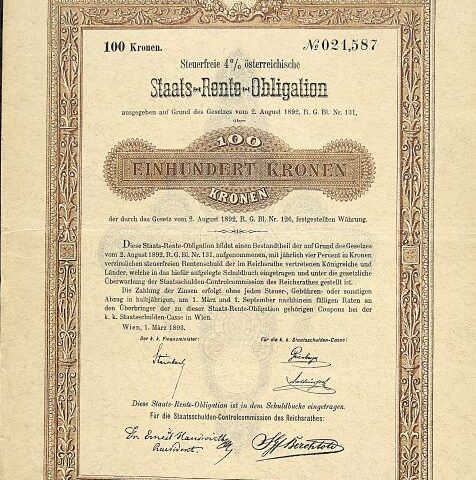 100 Kronen. № 021,587
Steuerfreie 4% österreichische
Staats-Rente-Obligation
ausgegeben auf Grund des Gesetzes vom 2. August 1892, R. G. Bl. Nr. 131,
über
100
EINHUNDERT KRONEN
KRONEN
der durch das Gesetz vom 2. August 1892, R. G. Bl. Nr. 126, festgestellten Währung.
Diese Staats-Rente-Obligation bildet einen Bestandtheil der auf Grund des Gesetzes
vom 2. August 1892, R. G. Bl. Nr. 131, aufgenommenen, mit jährlich vier Percent in Kronen
verzinslichen steuerfreien Rentenschuld der im Reichsrathe vertretenen Königreiche und
Länder, welche in das hiefür aufgelegte Schuldbuch eingetragen und unter die gesetzliche
Überwachung der Staatsschulden-Controlcommission des Reichsrathes gestellt ist.
Die Zahlung der Zinsen erfolgt ohne jedes Steuer-, Gebühren- oder sonstigen
Abzug in halbjährigen, am 1. März und 1. September nachhinein fälligen Raten an
den Überbringer der zu dieser Staats-Rente-Obligation gehörigen Coupons bei der
k. k. Staatsschulden-Casse in Wien.
Wien, 1. März 1893.
Der k. k. Finanzminister: Für die k. k. Staatsschulden-Casse:
Steinbach
Diese Staats-Rente-Obligation ist in dem Schuldbuche eingetragen.
Für die Staatsschulden-Controlcommission des Reichsrathes:
Dr. Ernest
Praesident. Berchtold